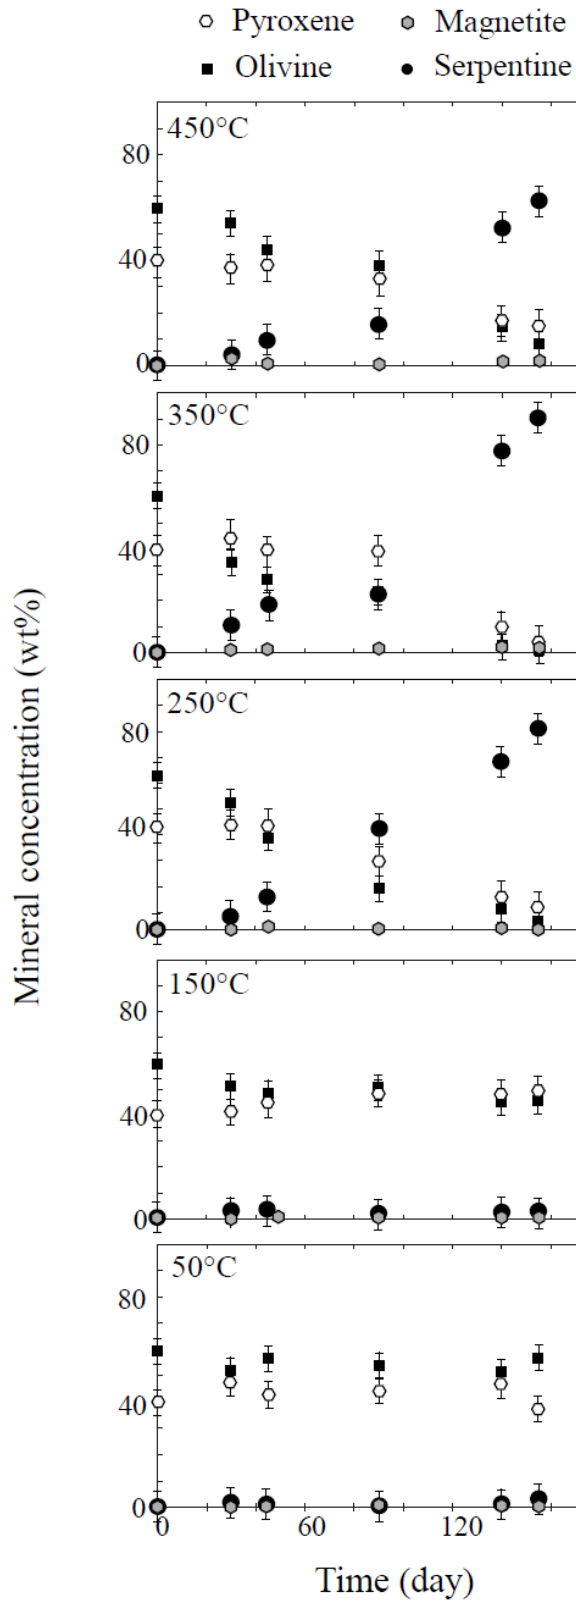 Pyroxene Magnetite
Olivine Serpentine
450°C
80
40
0
350°C
80
40
0
250°C
80
40
0
150°C
80
40
0
50°C
80
40
0
0 60 120
Time (day)
Mineral concentration (wt%)